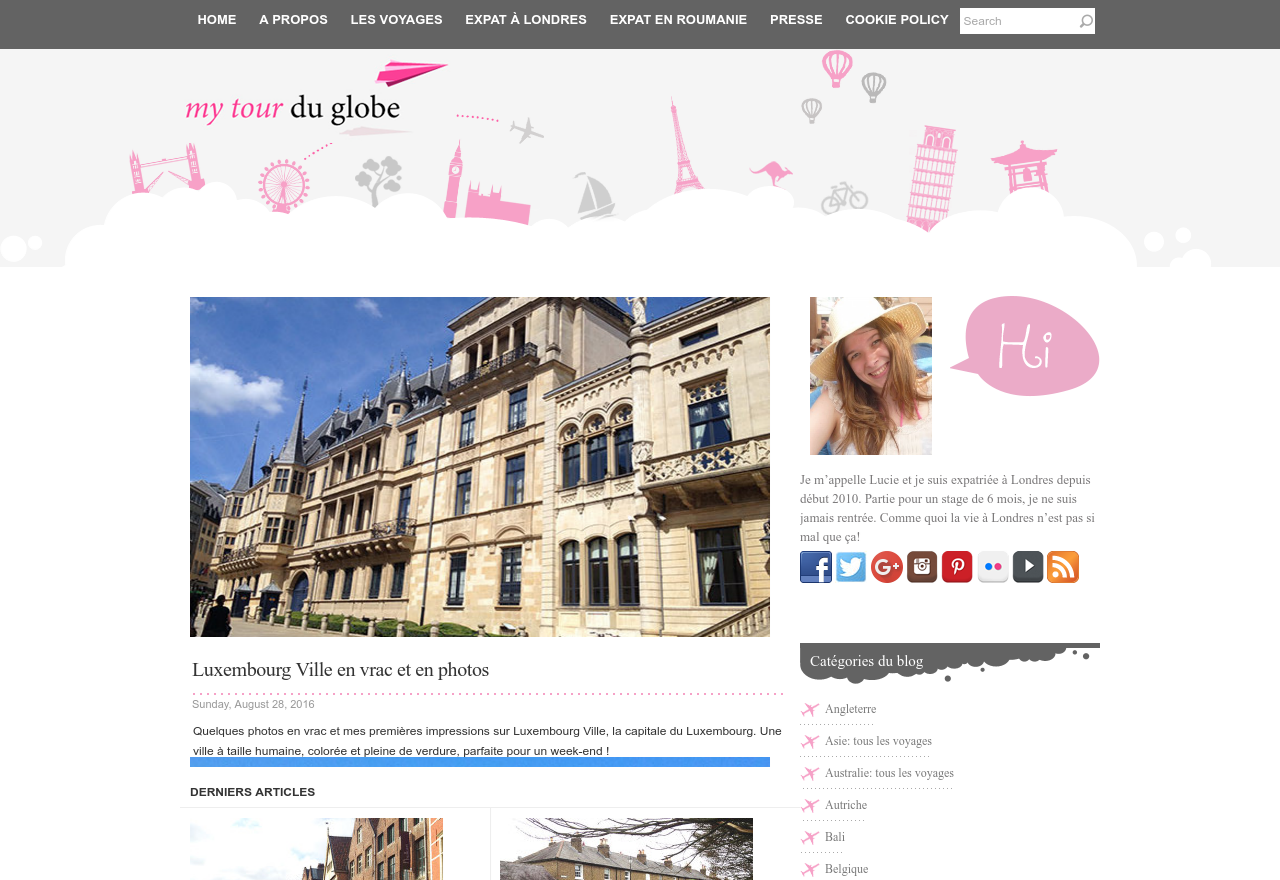 HOME A PROPOS LES VOYAGES EXPAT À LONDRES EXPAT EN ROUMANIE PRESSE COOKIE POLICY Search
my tour du globe
Hi
Je m’appelle Lucie et je suis expatriée à Londres depuis
début 2010. Partie pour un stage de 6 mois, je ne suis
jamais rentrée. Comme quoi la vie à Londres n’est pas si
mal que ça!
Luxembourg Ville en vrac et en photos
Sunday, August 28, 2016
Quelques photos en vrac et mes premières impressions sur Luxembourg Ville, la capitale du Luxembourg. Une
ville à taille humaine, colorée et pleine de verdure, parfaite pour un week-end !
DERNIERS ARTICLES
Catégories du blog
Angleterre
Asie: tous les voyages
Australie: tous les voyages
Autriche
Bali
Belgique